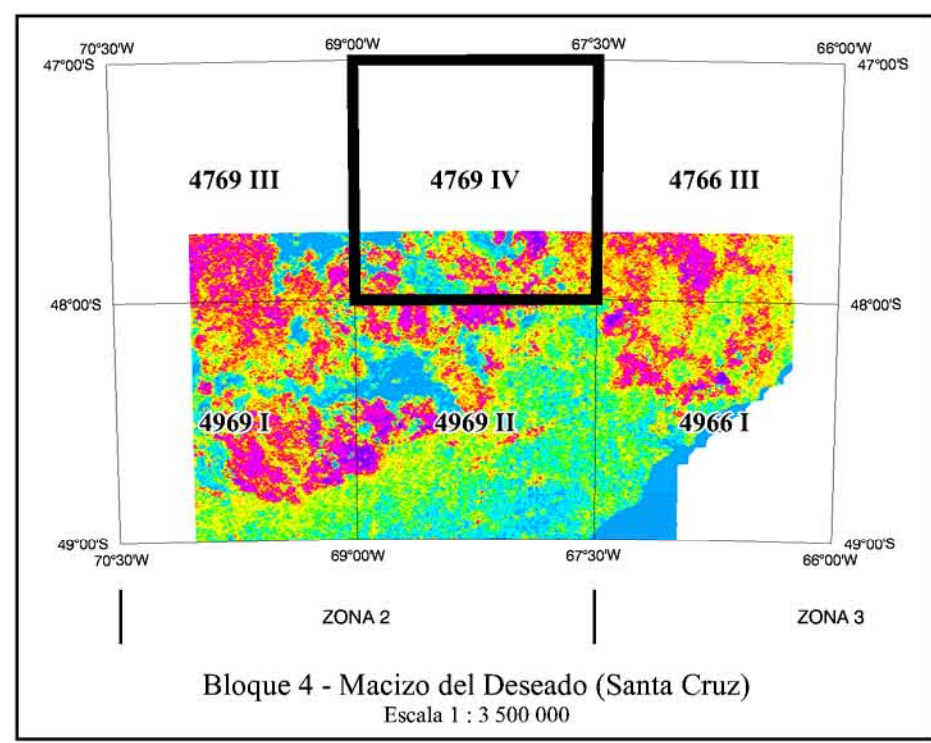 70°30'W 69°00'W 67°30'W 66°00'W
47°00'S 47°00'S
4769 III 4769 IV 4766 III
48°00'S 48°00'S
4969 I 4969 II 4966 I
49°00'S 49°00'S
70°30'W 69°00'W 67°30'W 66°00'W
ZONA 2 ZONA 3
Bloque 4 - Macizo del Deseado (Santa Cruz)
Escala 1 : 3 500 000